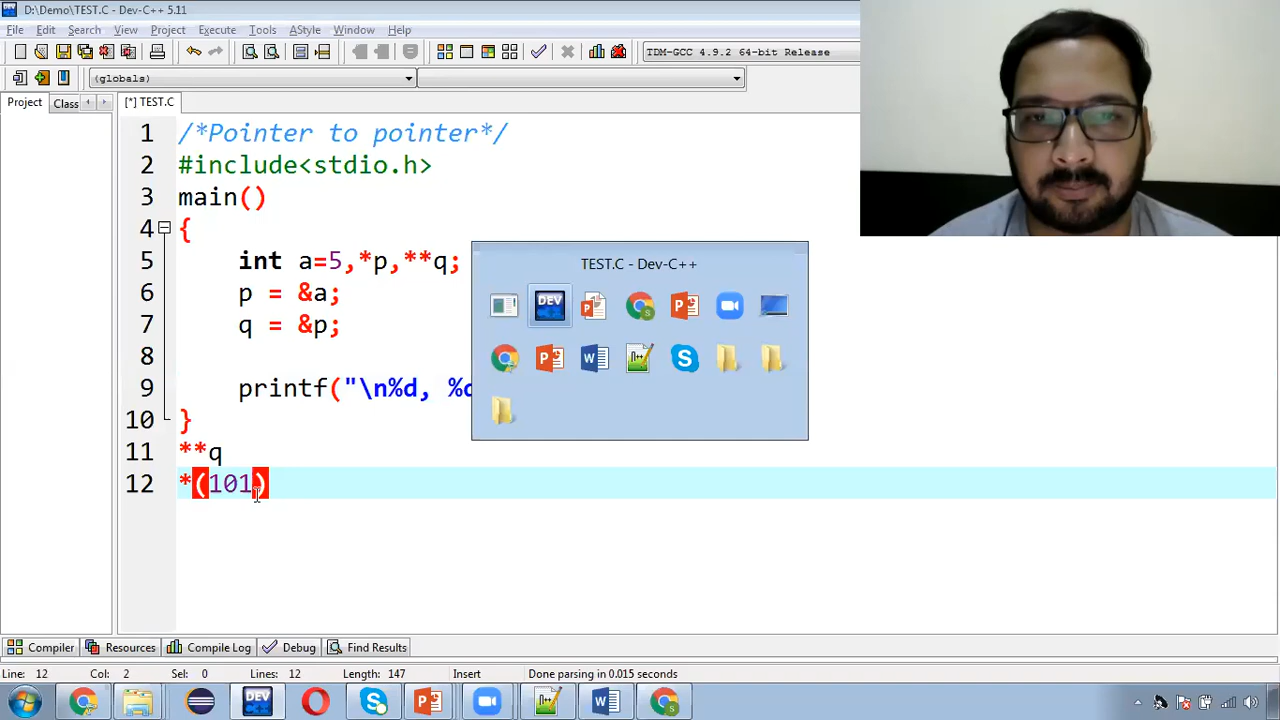 D:\Demo\TEST.C - Dev-C++ 5.11
File Edit Search View Project Execute Tools AStyle Window Help
TDM-GCC 4.9.2 64-bit Release
(globals)
Project Class [*] TEST.C
1 /*Pointer to pointer*/
2 #include<stdio.h>
3 main()
4 {
5 int a=5,*p,**q;
6 p = &a;
7 q = &p;
8
9 printf("\n%d, %
10 }
11 **q
12 *(101)
TEST.C - Dev-C++
DEV
Compiler Resources Compile Log Debug Find Results
Line: 12 Col: 2 Sel: 0 Lines: 12 Length: 147 Insert Done parsing in 0.015 seconds
DEV